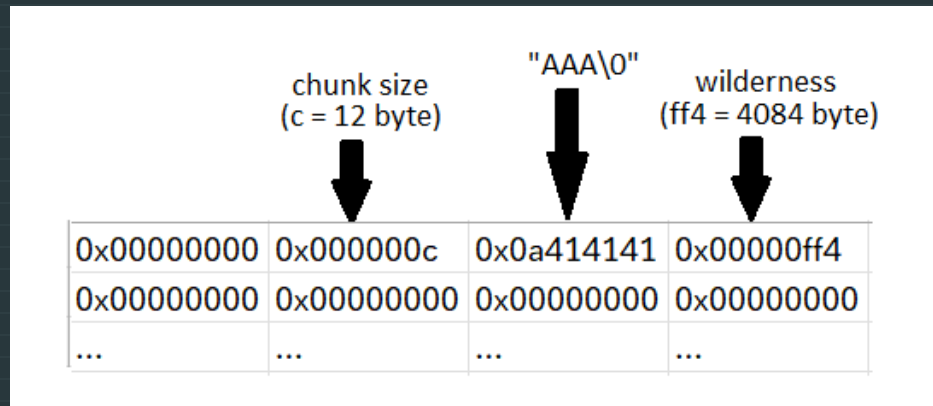 chunk size
(c = 12 byte)
"AAA\0"
wilderness
(ff4 = 4084 byte)
0x00000000 0x000000c 0x0a414141 0x00000ff4
0x00000000 0x00000000 0x00000000 0x00000000
... ... ... ...